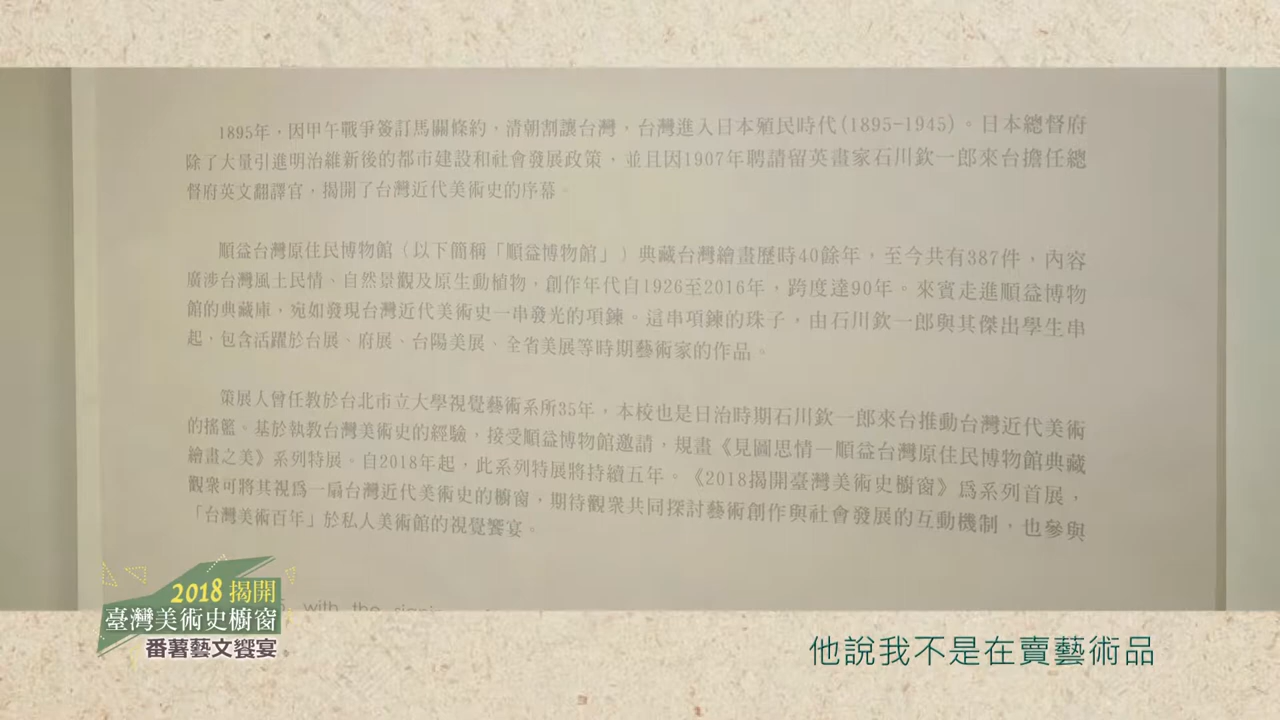 1895年，因甲午戰爭簽訂馬關條約，清朝割讓台灣，台灣進入日本殖民時代(1895-1945)。日本總督府
除了大量引進明治維新後的都市建設和社會發展政策，並且因1907年聘請留英畫家石川欽一郎來台擔任總
督府英文翻譯官，揭開了台灣近代美術史的序幕。
順益台灣原住民博物館（以下簡稱「順益博物館」）典藏台灣繪畫歷時40餘年，至今共有387件，內容
廣涉台灣風土民情、自然景觀及原生動植物，創作年代自1926至2016年，跨度達90年。來賓走進順益博物
館的典藏庫，宛如發現台灣近代美術史一串發光的項鍊。這串項鍊的珠子，由石川欽一郎與其傑出學生串
起，包含活躍於台展、府展、台陽美展、全省美展等時期藝術家的作品。
策展人曾任教於台北市立大學視覺藝術系所35年，本校也是日治時期石川欽一郎來台推動台灣近代美術
的搖籃。基於執教台灣美術史的經驗，接受順益博物館邀請，規畫《見圖思情—順益台灣原住民博物館典藏
繪畫之美》系列特展。自2018年起，此系列特展將持續五年。《2018揭開臺灣美術史櫥窗》爲系列首展，
觀衆可將其視爲一扇台灣近代美術史的櫥窗，期待觀衆共同探討藝術創作與社會發展的互動機制，也參與
「台灣美術百年」於私人美術館的視覺饗宴。
with the
2018 揭開
臺灣美術史櫥窗
番薯藝文饗宴
他說我不是在賣藝術品